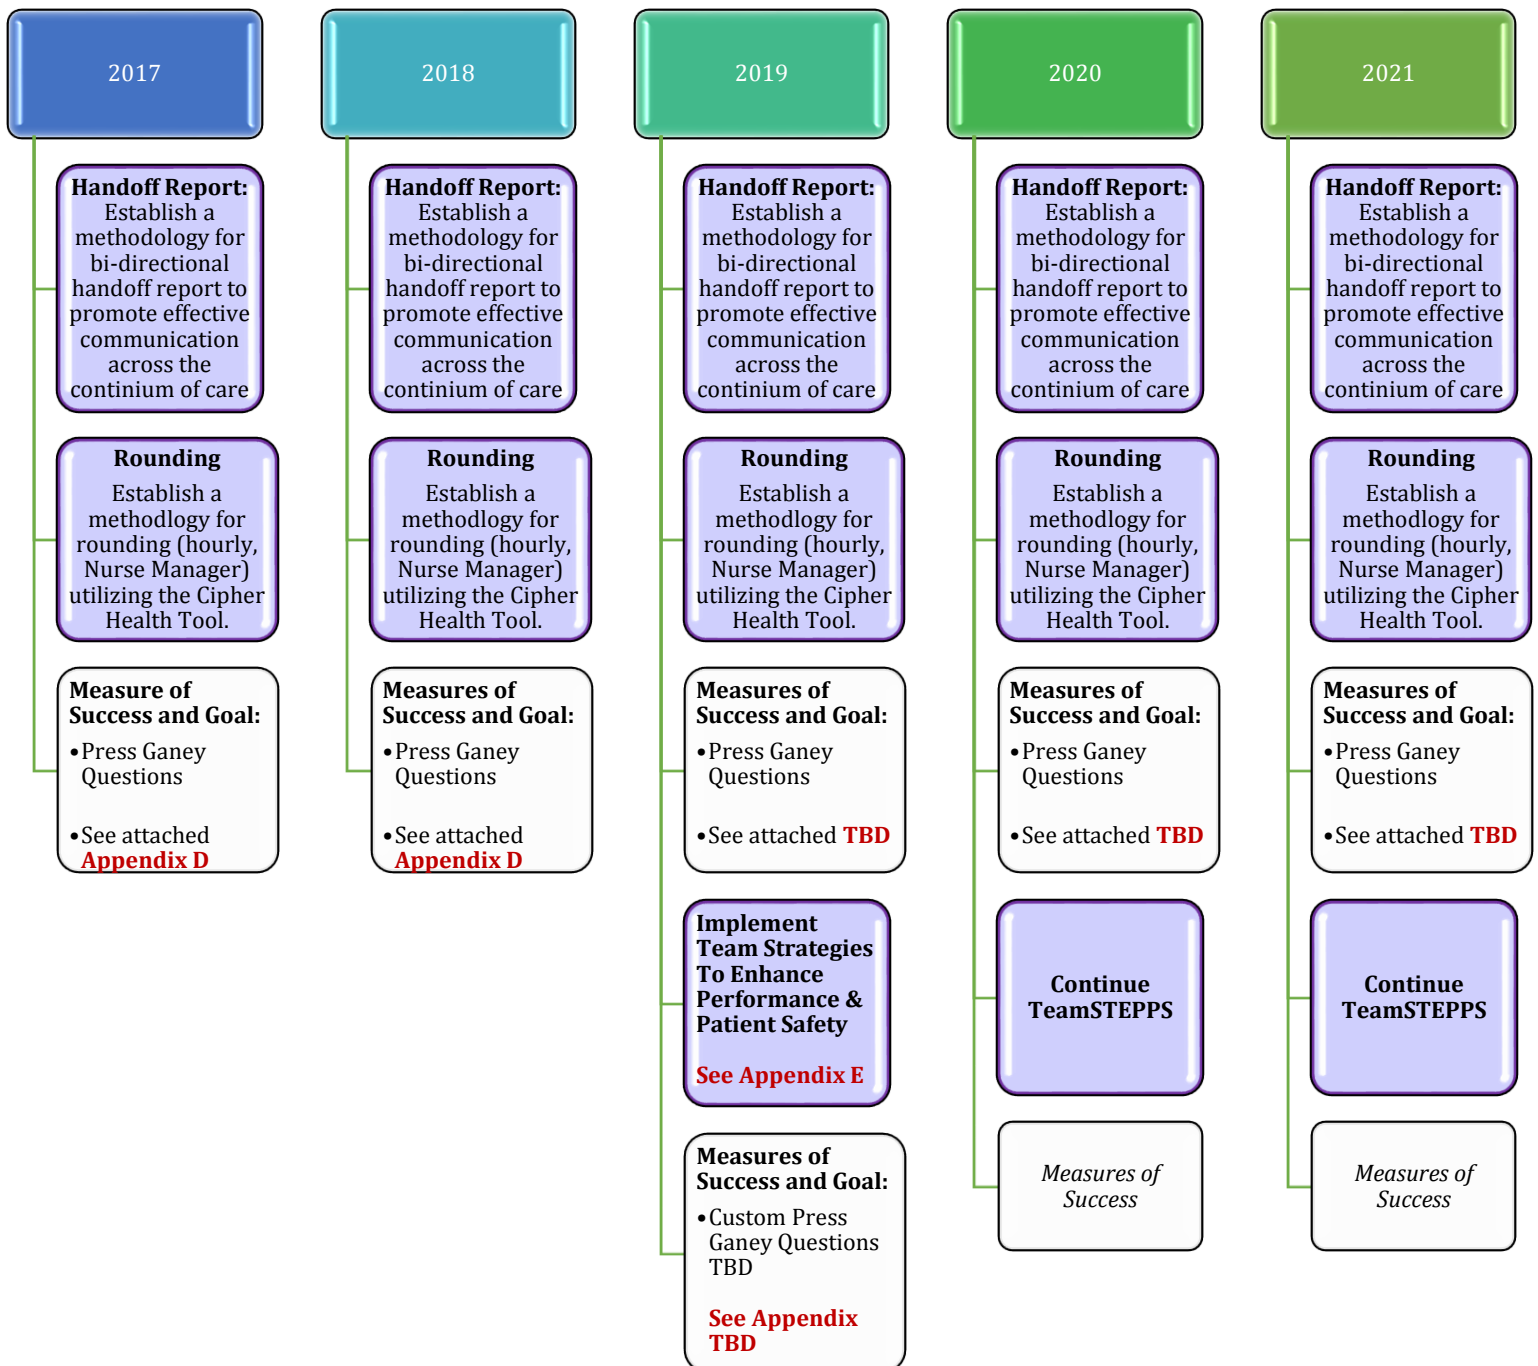 2017
Handoff Report:
Establish a
methodology for
bi-directional
handoff report to
promote effective
communication
across the
continium of care
Rounding
Establish a
methodlogy for
rounding (hourly,
Nurse Manager)
utilizing the Cipher
Health Tool.
Measure of
Success and Goal:
•Press Ganey
Questions
•See attached
Appendix D
2018
Handoff Report:
Establish a
methodology for
bi-directional
handoff report to
promote effective
communication
across the
continium of care
Rounding
Establish a
methodlogy for
rounding (hourly,
Nurse Manager)
utilizing the Cipher
Health Tool.
Measures of
Success and Goal:
•Press Ganey
Questions
•See attached
Appendix D
2019
Handoff Report:
Establish a
methodology for
bi-directional
handoff report to
promote effective
communication
across the
continium of care
Rounding
Establish a
methodlogy for
rounding (hourly,
Nurse Manager)
utilizing the Cipher
Health Tool.
Measures of
Success and Goal:
•Press Ganey
Questions
•See attached TBD
Implement
Team Strategies
To Enhance
Performance &
Patient Safety
See Appendix E
Measures of
Success and Goal:
•Custom Press
Ganey Questions
TBD
See Appendix
TBD
2020
Handoff Report:
Establish a
methodology for
bi-directional
handoff report to
promote effective
communication
across the
continium of care
Rounding
Establish a
methodlogy for
rounding (hourly,
Nurse Manager)
utilizing the Cipher
Health Tool.
Measures of
Success and Goal:
•Press Ganey
Questions
•See attached TBD
Continue
TeamSTEPPS
Measures of
Success
2021
Handoff Report:
Establish a
methodology for
bi-directional
handoff report to
promote effective
communication
across the
continium of care
Rounding
Establish a
methodlogy for
rounding (hourly,
Nurse Manager)
utilizing the Cipher
Health Tool.
Measures of
Success and Goal:
•Press Ganey
Questions
•See attached TBD
Continue
TeamSTEPPS
Measures of
Success